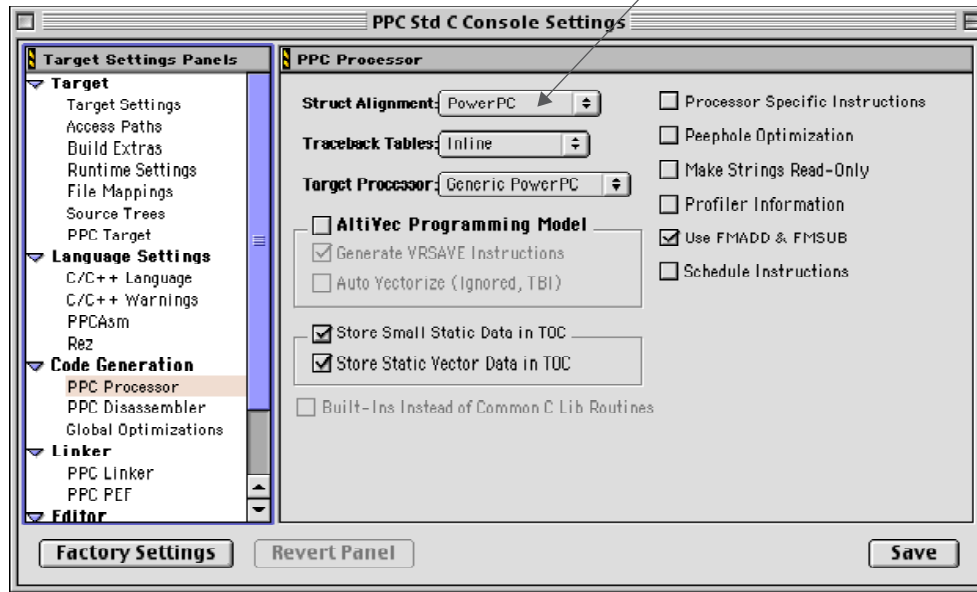 PPC Std C Console Settings
Target Settings Panels
Target
Target Settings
Access Paths
Build Extras
Runtime Settings
File Mappings
Source Trees
PPC Target
Language Settings
C/C++ Language
C/C++ Warnings
PPCAsm
Rez
Code Generation
PPC Processor
PPC Disassembler
Global Optimizations
Linker
PPC Linker
PPC PEF
Editor
PPC Processor
Struct Alignment: PowerPC
Traceback Tables: Inline
Target Processor: Generic PowerPC
AltiVec Programming Model
Generate VRSAVE Instructions
Auto Vectorize (Ignored, TBI)
Store Small Static Data in TOC
Store Static Vector Data in TOC
Built-Ins Instead of Common C Lib Routines
Processor Specific Instructions
Peephole Optimization
Make Strings Read-Only
Profiler Information
Use FMADD & FMSUB
Schedule Instructions
Factory Settings
Revert Panel
Save